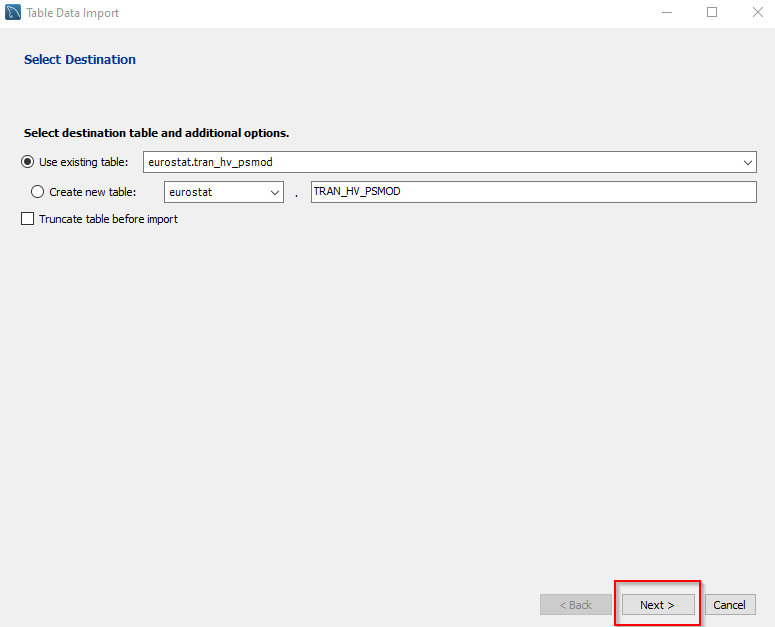 Table Data Import
Select Destination
Select destination table and additional options.
Use existing table: eurostat.tran_hv_psmod
Create new table: eurostat . TRAN_HV_PSMOD
Truncate table before import
< Back Next > Cancel